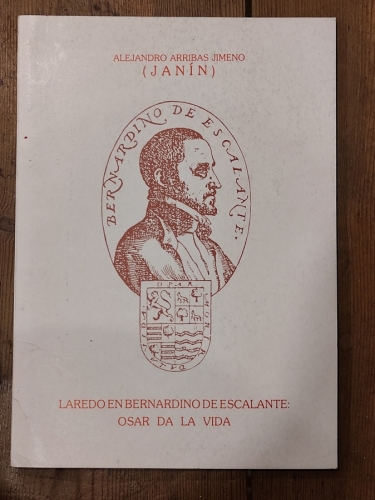 ALEJANDRO ARRIBAS JIMENO
(JANÍN)
BERNARDINO DE ESCALANTE.
LAREDO EN BERNARDINO DE ESCALANTE:
OSAR DA LA VIDA